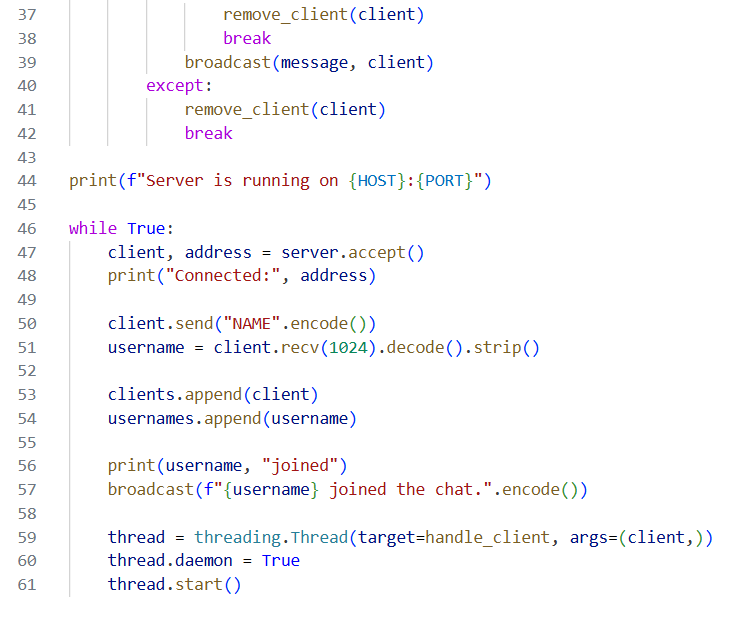 37 remove_client(client)
38 break
39 broadcast(message, client)
40 except:
41 remove_client(client)
42 break
43
44 print(f"Server is running on {HOST}:{PORT}")
45
46 while True:
47 client, address = server.accept()
48 print("Connected:", address)
49
50 client.send("NAME".encode())
51 username = client.recv(1024).decode().strip()
52
53 clients.append(client)
54 usernames.append(username)
55
56 print(username, "joined")
57 broadcast(f"{username} joined the chat.".encode())
58
59 thread = threading.Thread(target=handle_client, args=(client,))
60 thread.daemon = True
61 thread.start()